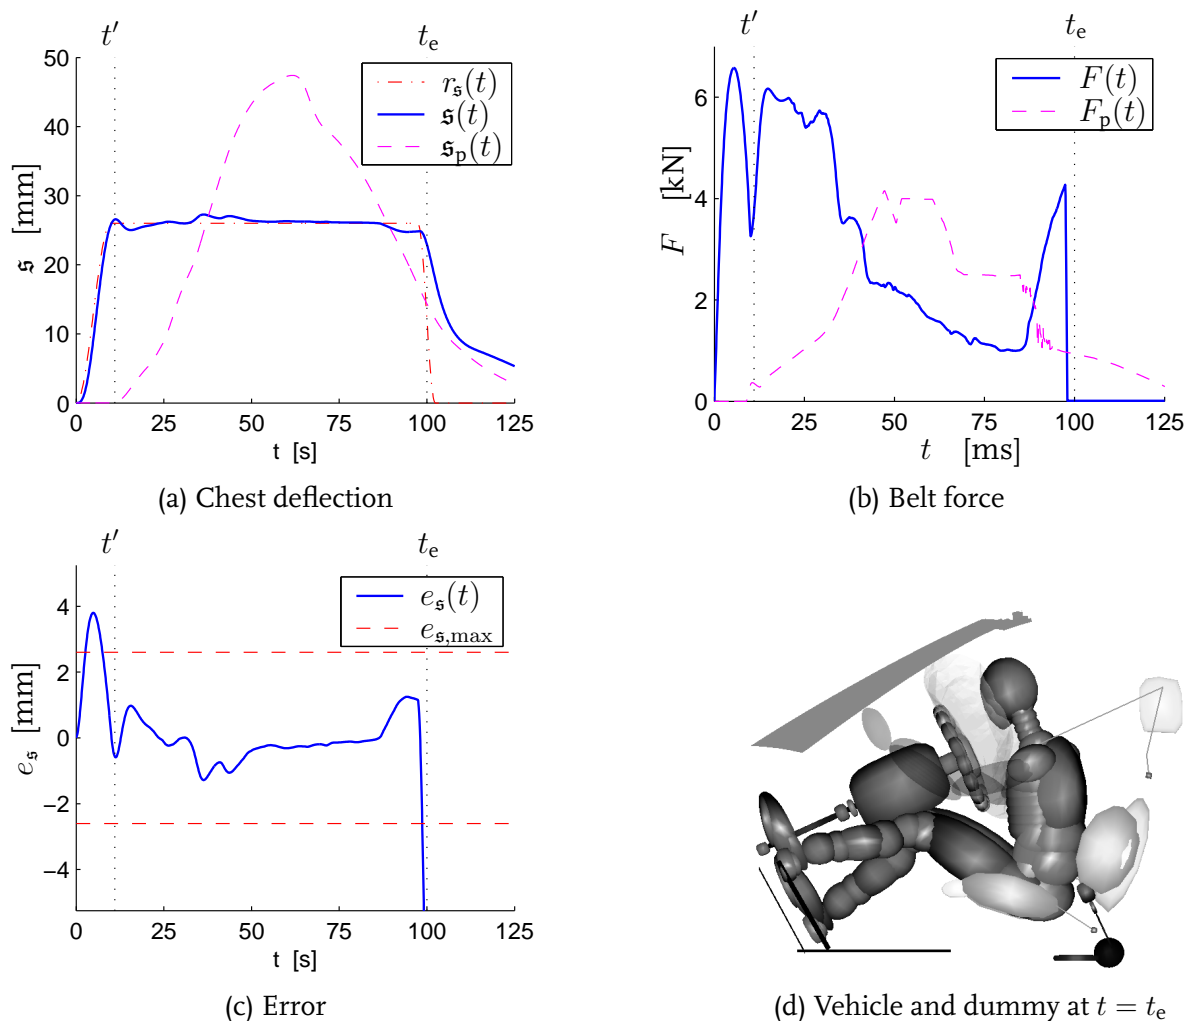 t′ tₑ
50
40
30
20
10
0
𝔰 [mm]
rₛ(t)
𝔰(t)
𝔰ₚ(t)
0 25 50 75 100 125
t [s]
(a) Chest deflection
t′ tₑ
6
4
2
0
F [kN]
F(t)
Fₚ(t)
0 25 50 75 100 125
t [ms]
(b) Belt force
t′ tₑ
4
2
0
−2
−4
eₛ [mm]
eₛ(t)
eₛ,max
0 25 50 75 100 125
t [s]
(c) Error
(d) Vehicle and dummy at t = tₑ